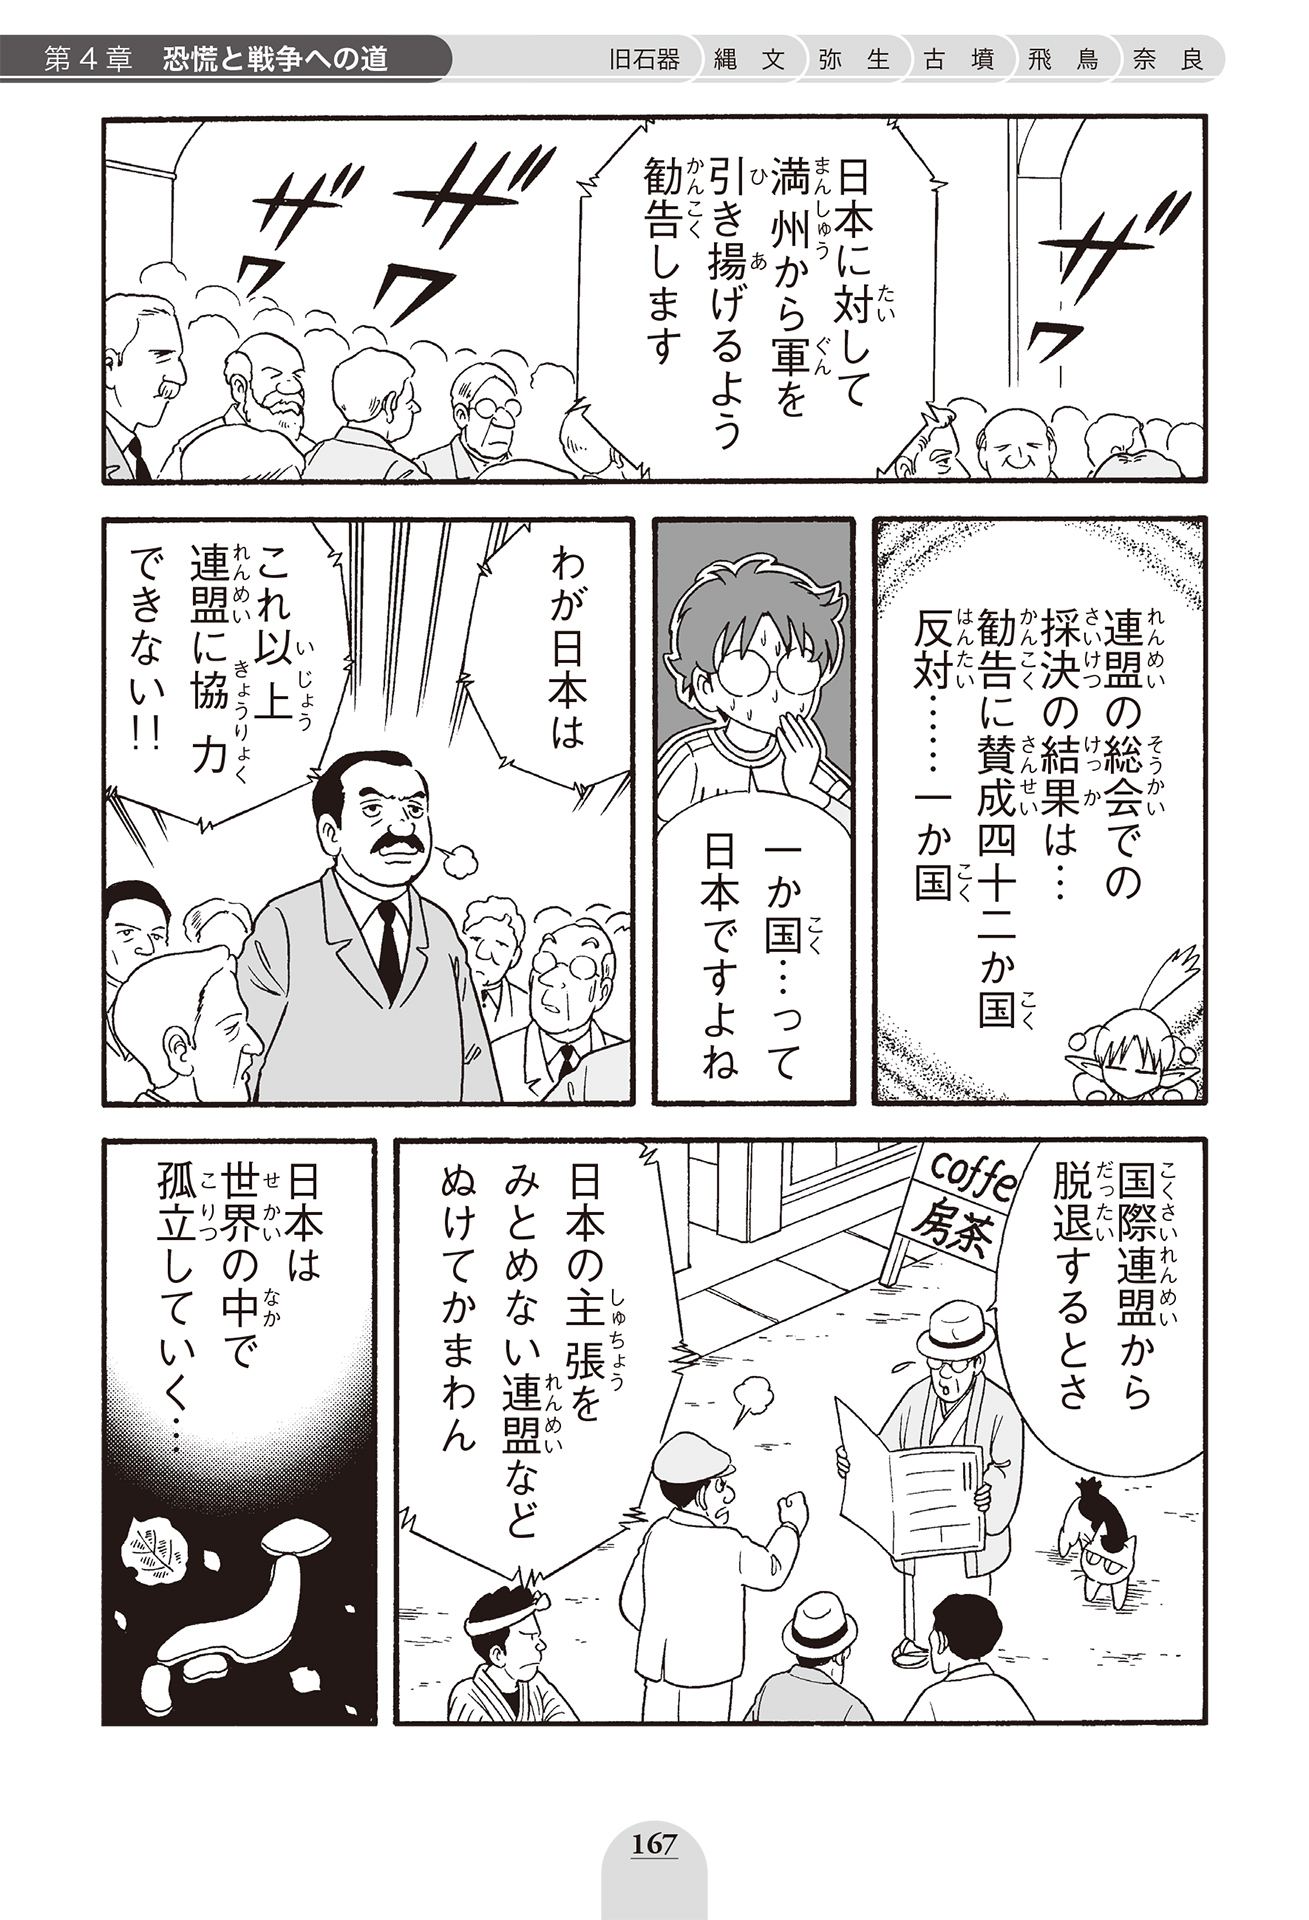 第4章 恐慌と戦争への道
旧石器 縄文 弥生 古墳 飛鳥 奈良
ザワ
日本に対して
満州から軍を
引き揚げるよう
勧告します
ザワ
ザワ
連盟の総会での
採決の結果は…
勧告に賛成四十二か国
反対……一か国
一か国…って
日本ですよね
わが日本は
これ以上
連盟に協力
できない!!
国際連盟から
脱退するとさ
coffe
房茶
日本の主張を
みとめない連盟など
ぬけてかまわん
日本は
世界の中で
孤立していく…
167